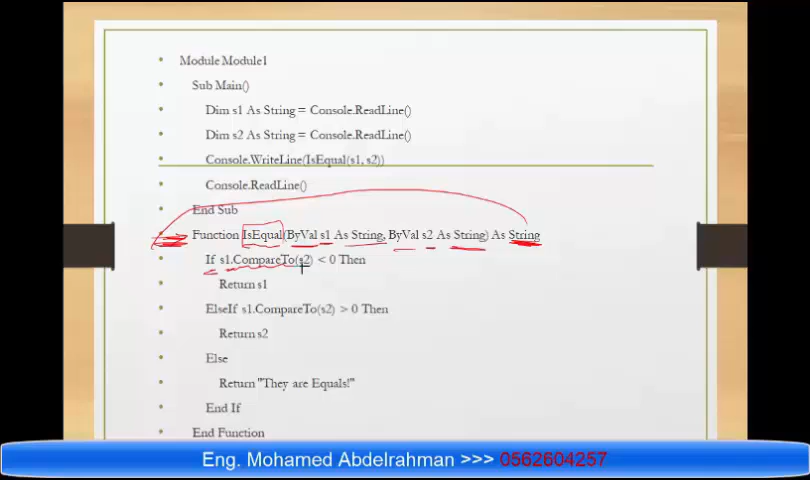 Module Module1
Sub Main()
Dim s1 As String = Console.ReadLine()
Dim s2 As String = Console.ReadLine()
Console.WriteLine(IsEqual(s1, s2))
Console.ReadLine()
End Sub
Function IsEqual(ByVal s1 As String, ByVal s2 As String) As String
If s1.CompareTo(s2) < 0 Then
Return s1
ElseIf s1.CompareTo(s2) > 0 Then
Return s2
Else
Return "They are Equals!"
End If
End Function
Eng. Mohamed Abdelrahman >>> 0562604257